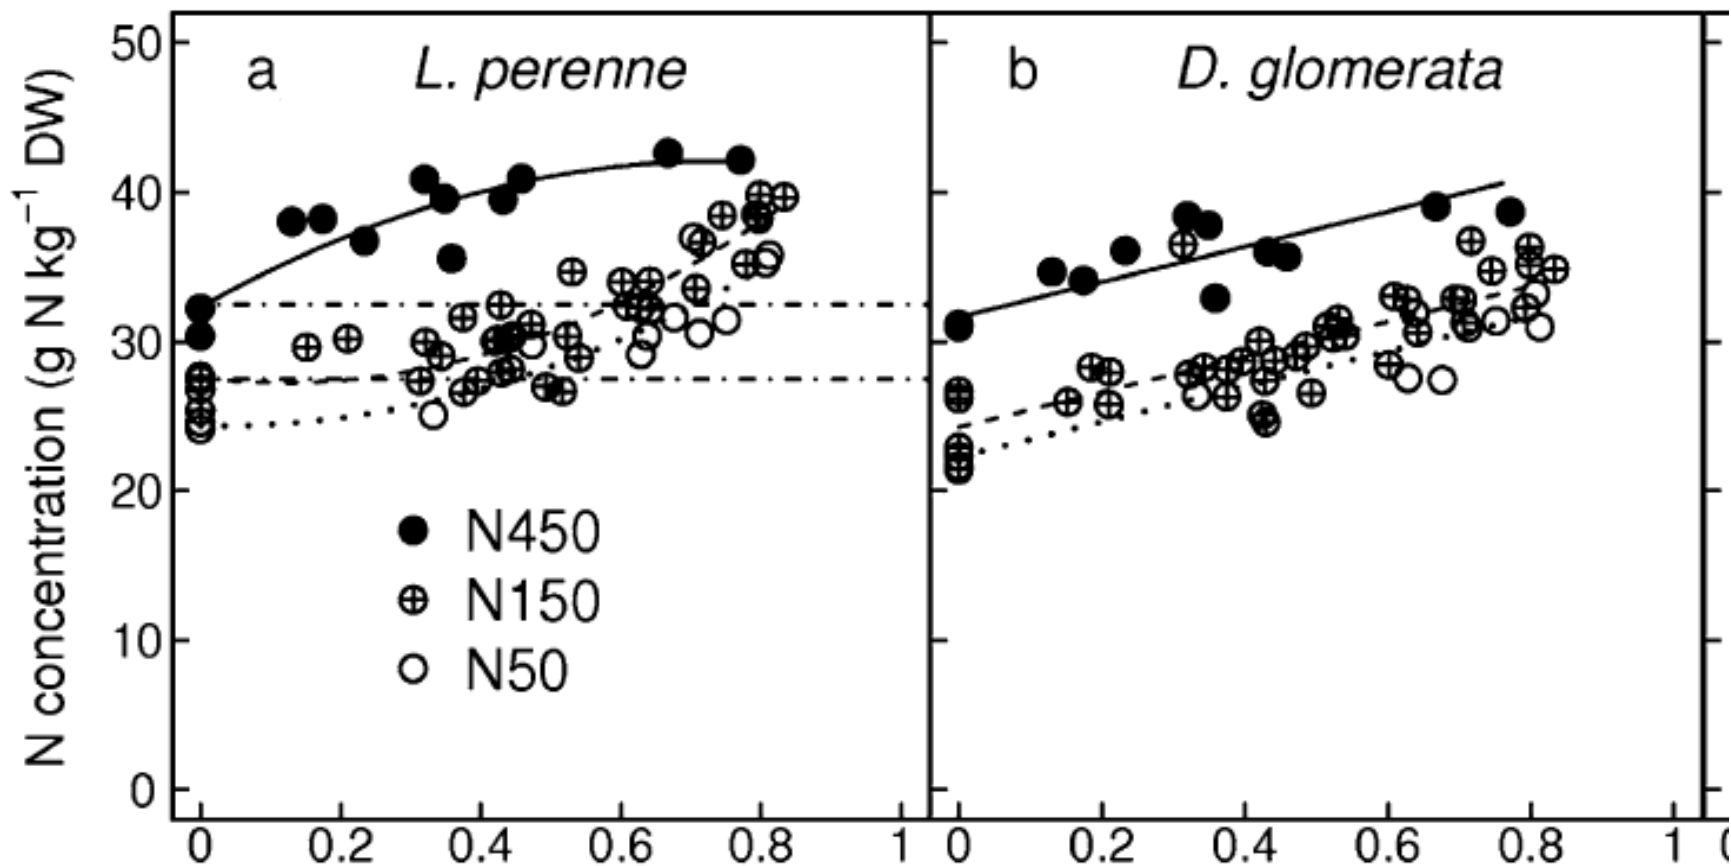 N concentration (g N kg⁻¹ DW)
50
40
30
20
10
0
a L. perenne
N450
N150
N50
0 0.2 0.4 0.6 0.8 1
b D. glomerata
0 0.2 0.4 0.6 0.8 1